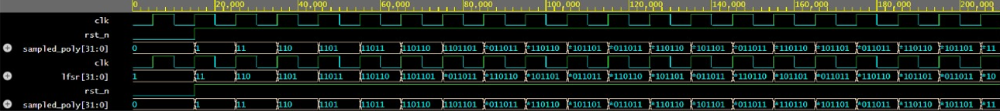 0 20,000 40,000 60,000 80,000 100,000 120,000 140,000 160,000 180,000 200,000
clk
rst_n
sampled_poly[31:0] 0 1 11 110 1101 11011 110110 1101101 *011011 *110110 *101101 *011011 *110110 *101101 *011011 *110110 *101101 *011011 *110110 *101101 *11
clk
lfsr[31:0] 1 11 110 1101 11011 110110 1101101 *011011 *110110 *101101 *011011 *110110 *101101 *011011 *110110 *101101 *011011 *110110 *101101 *011011 *10
rst_n
sampled_poly[31:0] 0 1 11 110 1101 11011 110110 1101101 *011011 *110110 *101101 *011011 *110110 *101101 *011011 *110110 *101101 *011011 *110110 *101101 *11